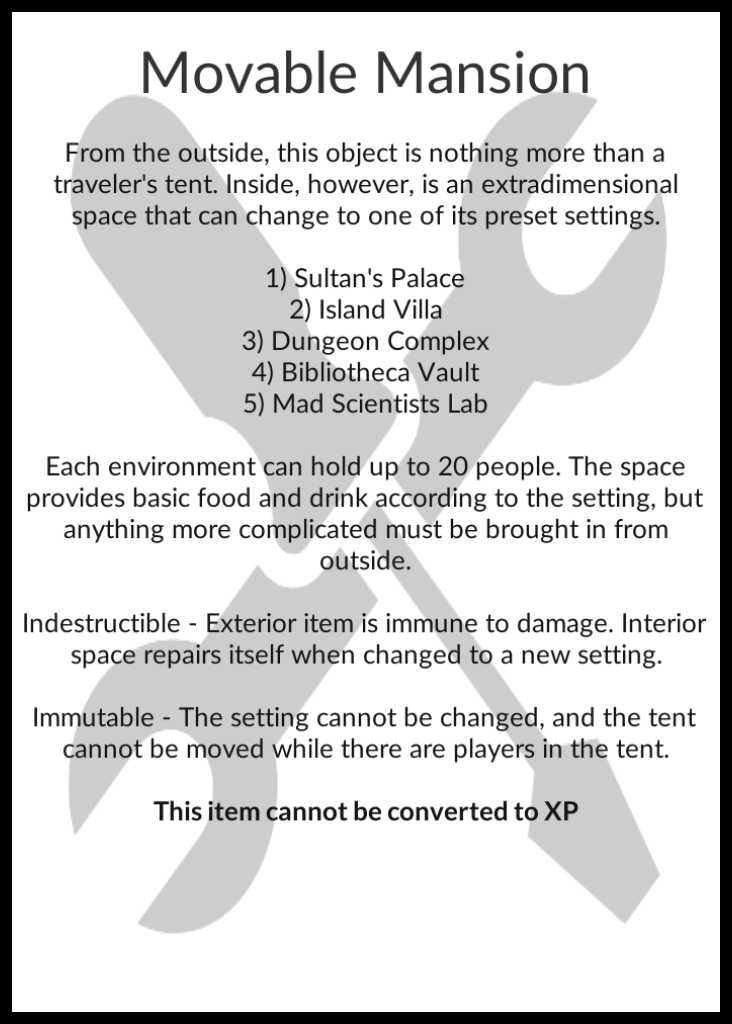 Movable Mansion
From the outside, this object is nothing more than a
traveler's tent. Inside, however, is an extradimensional
space that can change to one of its preset settings.
1) Sultan's Palace
2) Island Villa
3) Dungeon Complex
4) Bibliotheca Vault
5) Mad Scientists Lab
Each environment can hold up to 20 people. The space
provides basic food and drink according to the setting, but
anything more complicated must be brought in from
outside.
Indestructible - Exterior item is immune to damage. Interior
space repairs itself when changed to a new setting.
Immutable - The setting cannot be changed, and the tent
cannot be moved while there are players in the tent.
This item cannot be converted to XP